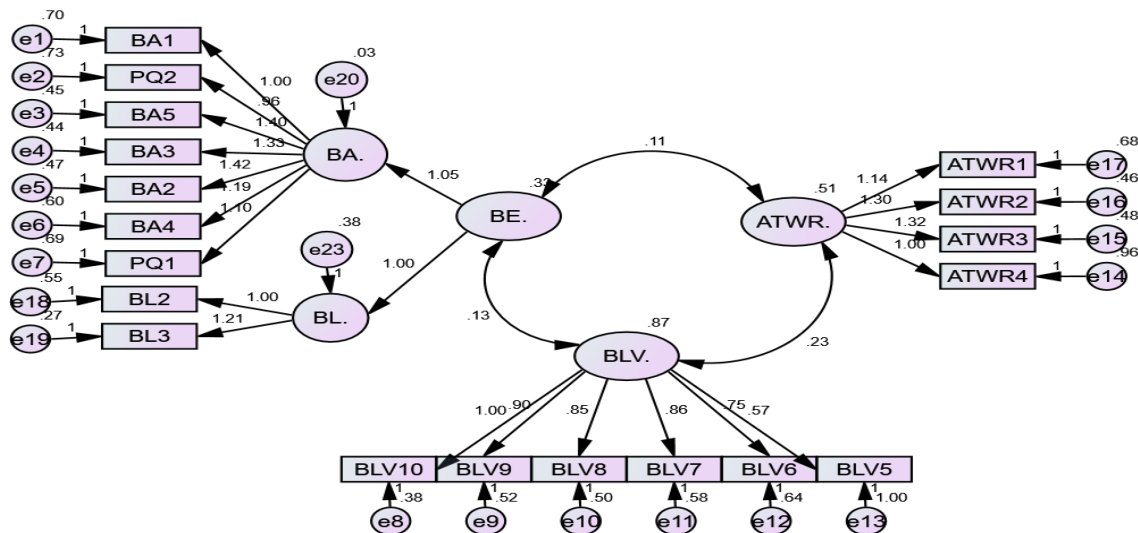 .70
e1 1 BA1
.73
e2 1 PQ2
.45
e3 1 BA5
.44
e4 1 BA3
.47
e5 1 BA2
.60
e6 1 BA4
.69
e7 1 PQ1
.55
e18 1 BL2
.27
e19 1 BL3
1.00
.96
1.40
1.33
1.42
1.19
1.10
.03
e20
1
BA.
1.05
.38
e23
1
BL.
1.00
1.21
1.00
.33
BE.
.11
.13
.23
.51
ATWR.
1.14
1.30
1.32
1.00
.68
ATWR1 1 e17
.46
ATWR2 1 e16
.48
ATWR3 1 e15
.96
ATWR4 1 e14
.87
BLV.
1.00 .90 .85 .86 .75 .57
BLV10 BLV9 BLV8 BLV7 BLV6 BLV5
1 1 1 1 1 1
.38 .52 .50 .58 .64 1.00
e8 e9 e10 e11 e12 e13